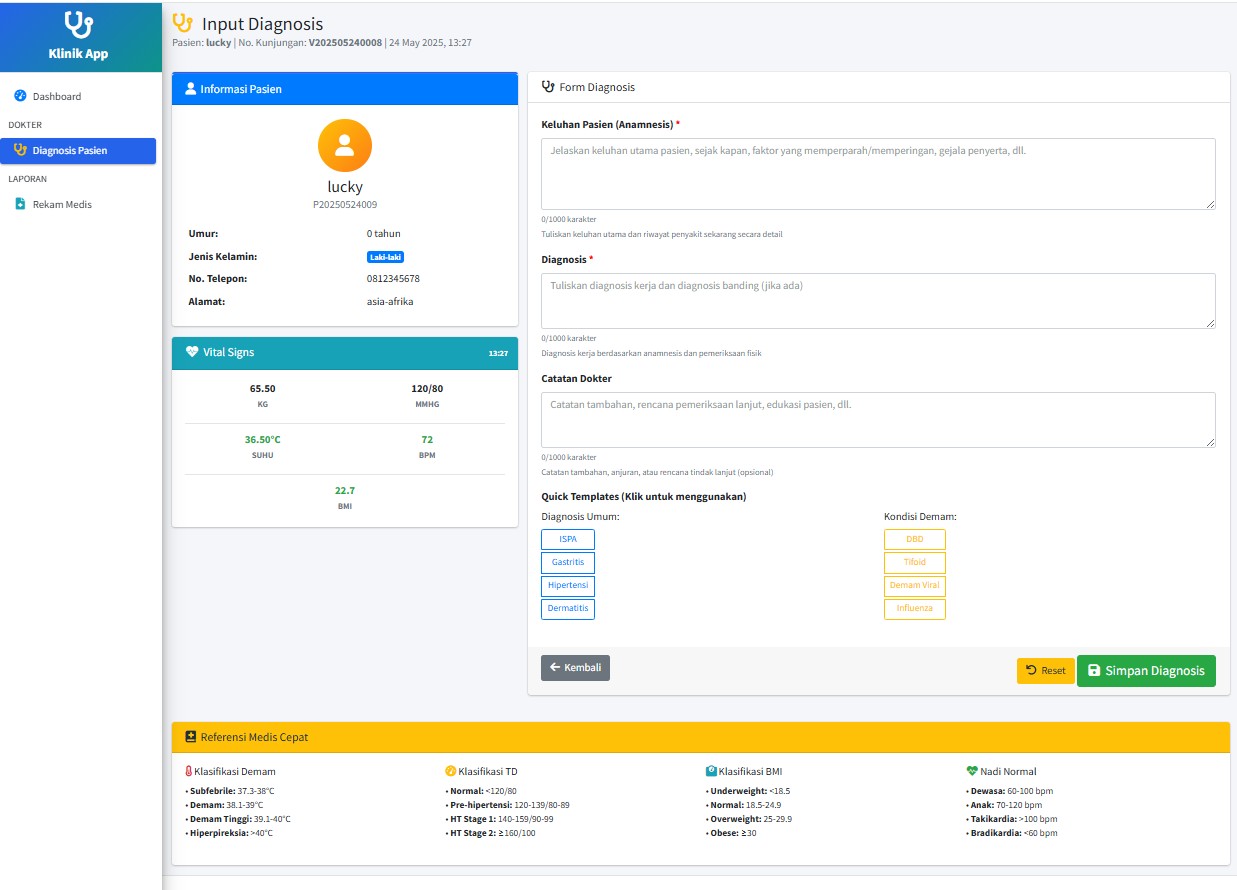 Klinik App
Dashboard
DOKTER
Diagnosis Pasien
LAPORAN
Rekam Medis
Input Diagnosis
Pasien: lucky | No. Kunjungan: V202505240008 | 24 May 2025, 13:27
Informasi Pasien
lucky
P20250524009
Umur: 0 tahun
Jenis Kelamin: Laki-laki
No. Telepon: 0812345678
Alamat: asia-afrika
Vital Signs 13:27
65.50 120/80
KG MMHG
36.50°C 72
SUHU BPM
22.7
BMI
Form Diagnosis
Keluhan Pasien (Anamnesis) *
Jelaskan keluhan utama pasien, sejak kapan, faktor yang memperparah/memperingan, gejala penyerta, dll.
0/1000 karakter
Tuliskan keluhan utama dan riwayat penyakit sekarang secara detail
Diagnosis *
Tuliskan diagnosis kerja dan diagnosis banding (jika ada)
0/1000 karakter
Diagnosis kerja berdasarkan anamnesis dan pemeriksaan fisik
Catatan Dokter
Catatan tambahan, rencana pemeriksaan lanjut, edukasi pasien, dll.
0/1000 karakter
Catatan tambahan, anjuran, atau rencana tindak lanjut (opsional)
Quick Templates (Klik untuk menggunakan)
Diagnosis Umum:
ISPA
Gastritis
Hipertensi
Dermatitis
Kondisi Demam:
DBD
Tifoid
Demam Viral
Influenza
Kembali
Reset
Simpan Diagnosis
Referensi Medis Cepat
Klasifikasi Demam
• Subfebrile: 37.3-38°C
• Demam: 38.1-39°C
• Demam Tinggi: 39.1-40°C
• Hiperpireksia: >40°C
Klasifikasi TD
• Normal: <120/80
• Pre-hipertensi: 120-139/80-89
• HT Stage 1: 140-159/90-99
• HT Stage 2: ≥160/100
Klasifikasi BMI
• Underweight: <18.5
• Normal: 18.5-24.9
• Overweight: 25-29.9
• Obese: ≥30
Nadi Normal
• Dewasa: 60-100 bpm
• Anak: 70-120 bpm
• Takikardia: >100 bpm
• Bradikardia: <60 bpm